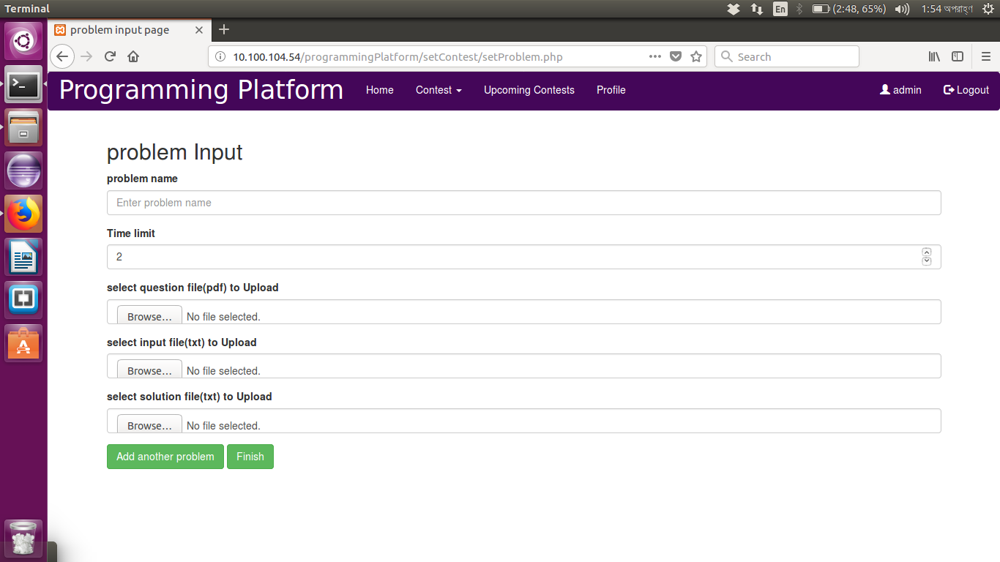 Terminal
En
(2:48, 65%)
1:54 অপরাহ্ণ
problem input page
10.100.104.54/programmingPlatform/setContest/setProblem.php
Search
Programming Platform
Home
Contest
Upcoming Contests
Profile
admin
Logout
problem Input
problem name
Enter problem name
Time limit
2
select question file(pdf) to Upload
Browse... No file selected.
select input file(txt) to Upload
Browse... No file selected.
select solution file(txt) to Upload
Browse... No file selected.
Add another problem
Finish